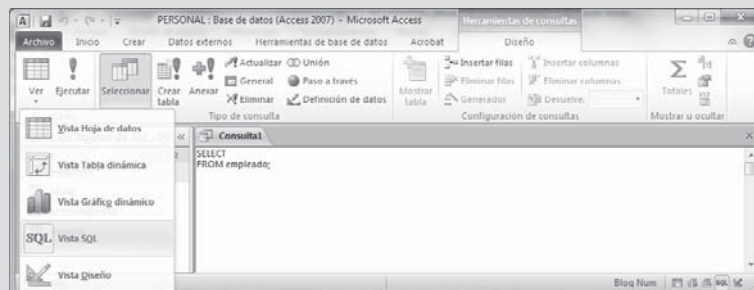 PERSONAL : Base de datos (Access 2007) - Microsoft Access
Herramientas de consultas
Archivo Inicio Crear Datos externos Herramientas de base de datos Acrobat Diseño
Ver
Ejecutar
Seleccionar
Crear tabla
Anexar
Actualizar
General
Eliminar
Unión
Paso a través
Definición de datos
Tipo de consulta
Mostrar tabla
Insertar filas
Eliminar filas
Generador
Insertar columnas
Eliminar columnas
Devuelve:
Configuración de consultas
Totales
Mostrar u ocultar
Vista Hoja de datos
Vista Tabla dinámica
Vista Gráfico dinámico
SQL Vista SQL
Vista Diseño
Consulta1
SELECT
FROM empleado;
Bloq Num
SQL